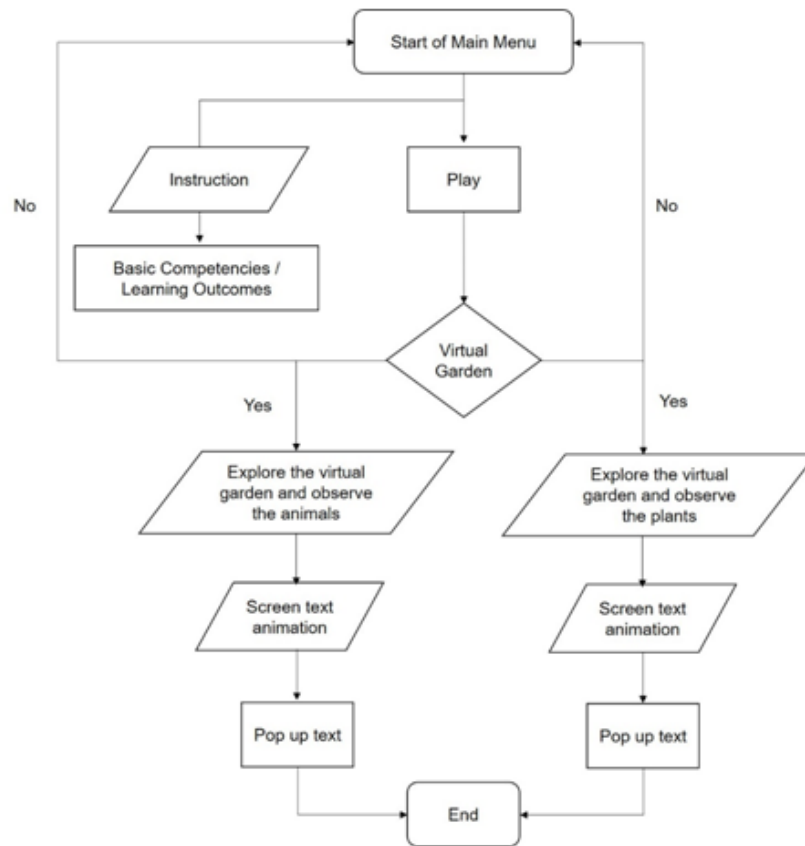 Start of Main Menu
Instruction
Play
No
No
Basic Competencies /
Learning Outcomes
Virtual
Garden
Yes
Yes
Explore the virtual
garden and observe
the animals
Explore the virtual
garden and observe
the plants
Screen text
animation
Screen text
animation
Pop up text
Pop up text
End